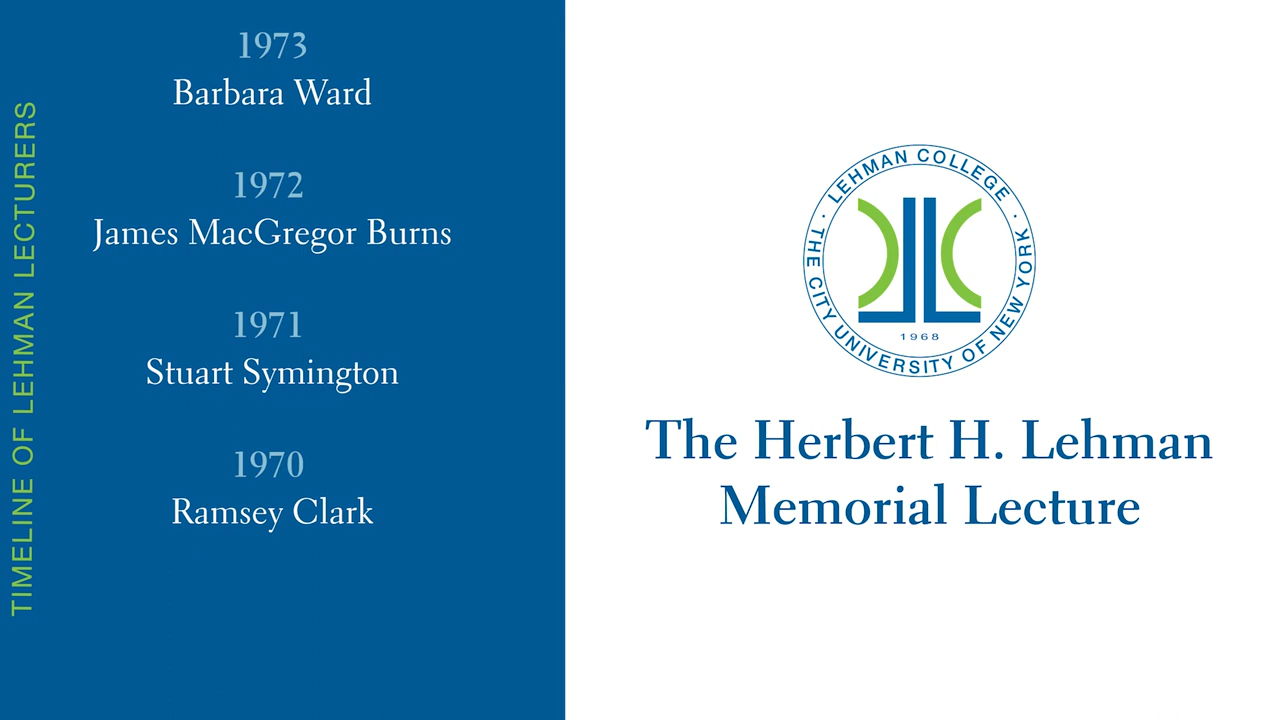 TIMELINE OF LEHMAN LECTURERS
1973
Barbara Ward
1972
James MacGregor Burns
1971
Stuart Symington
1970
Ramsey Clark
· LEHMAN COLLEGE ·
THE CITY UNIVERSITY OF NEW YORK
1968
The Herbert H. Lehman
Memorial Lecture